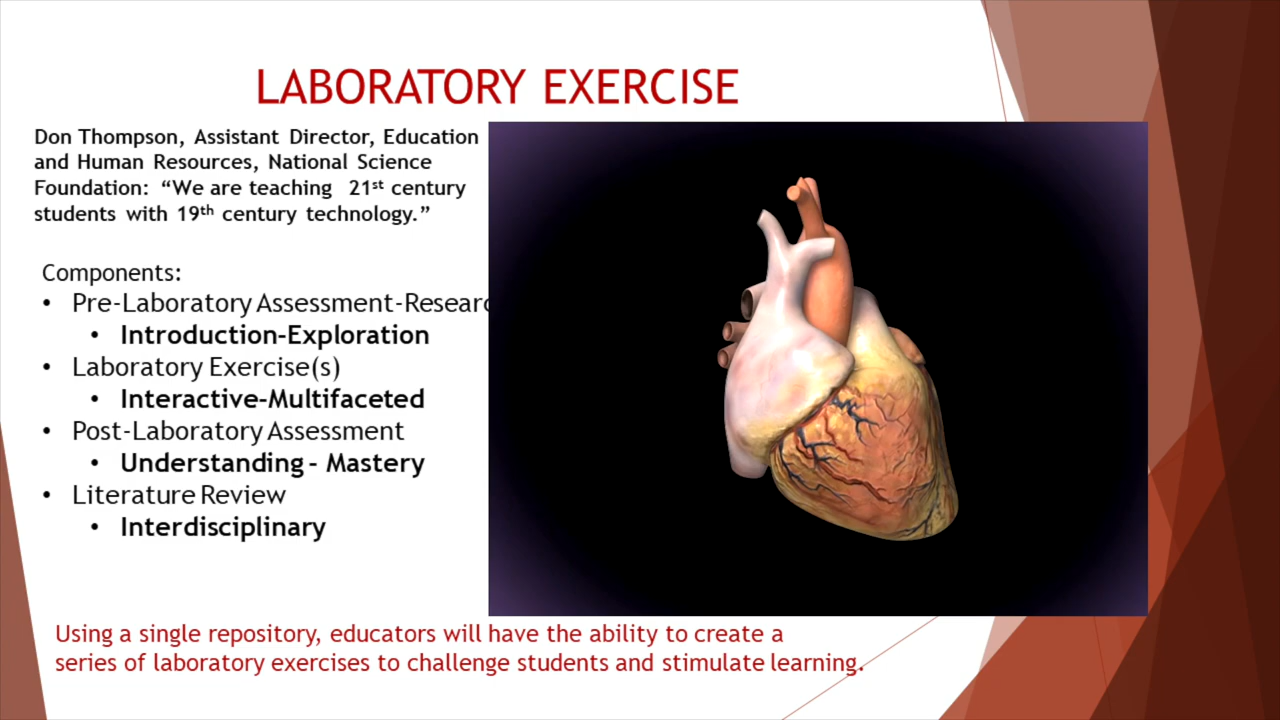 LABORATORY EXERCISE
Don Thompson, Assistant Director, Education
and Human Resources, National Science
Foundation: “We are teaching 21st century
students with 19th century technology.”
Components:
• Pre-Laboratory Assessment-Researc
• Introduction-Exploration
• Laboratory Exercise(s)
• Interactive-Multifaceted
• Post-Laboratory Assessment
• Understanding - Mastery
• Literature Review
• Interdisciplinary
Using a single repository, educators will have the ability to create a
series of laboratory exercises to challenge students and stimulate learning.